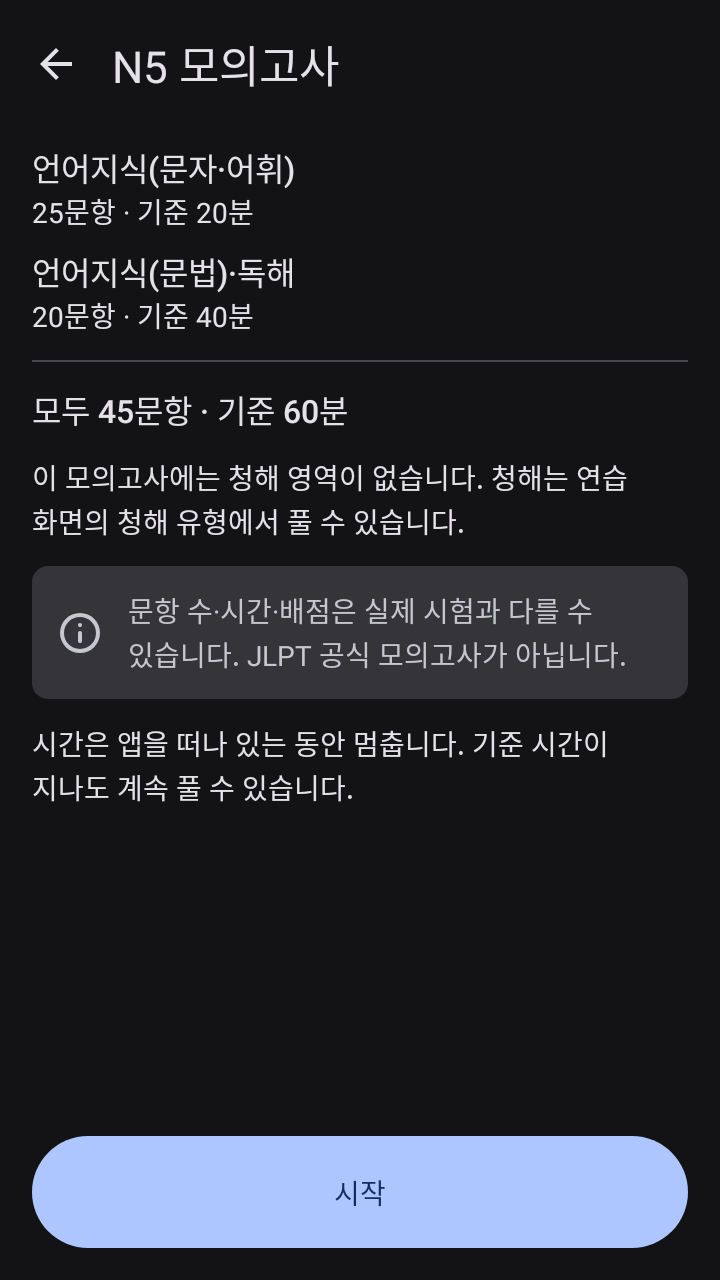 N5 모의고사
언어지식(문자·어휘)
25문항 · 기준 20분
언어지식(문법)·독해
20문항 · 기준 40분
모두 45문항 · 기준 60분
이 모의고사에는 청해 영역이 없습니다. 청해는 연습
화면의 청해 유형에서 풀 수 있습니다.
문항 수·시간·배점은 실제 시험과 다를 수
있습니다. JLPT 공식 모의고사가 아닙니다.
시간은 앱을 떠나 있는 동안 멈춥니다. 기준 시간이
지나도 계속 풀 수 있습니다.
시작